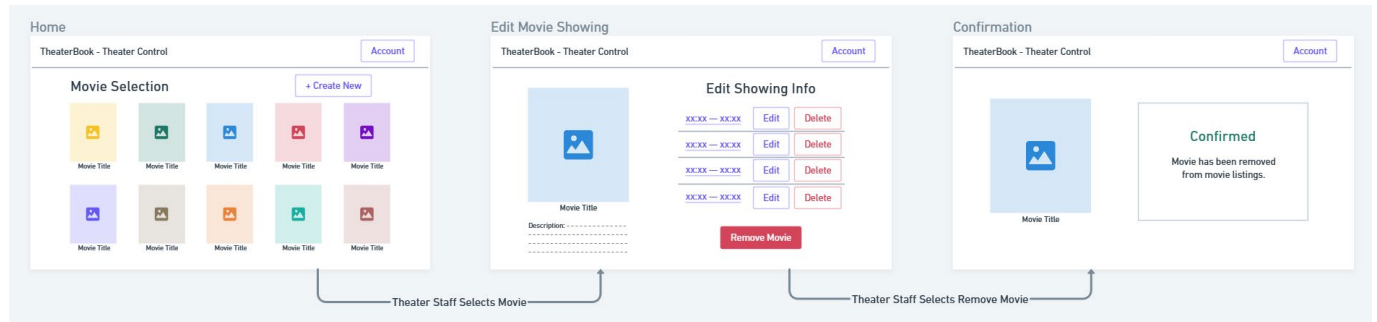 Home
TheaterBook - Theater Control
Account
Movie Selection
+ Create New
Movie Title
Movie Title
Movie Title
Movie Title
Movie Title
Movie Title
Movie Title
Movie Title
Movie Title
Movie Title
Theater Staff Selects Movie
Edit Movie Showing
TheaterBook - Theater Control
Account
Edit Showing Info
xx:xx — xx:xx Edit Delete
xx:xx — xx:xx Edit Delete
xx:xx — xx:xx Edit Delete
xx:xx — xx:xx Edit Delete
Movie Title
Description:
Remove Movie
Theater Staff Selects Remove Movie
Confirmation
TheaterBook - Theater Control
Account
Movie Title
Confirmed
Movie has been removed
from movie listings.